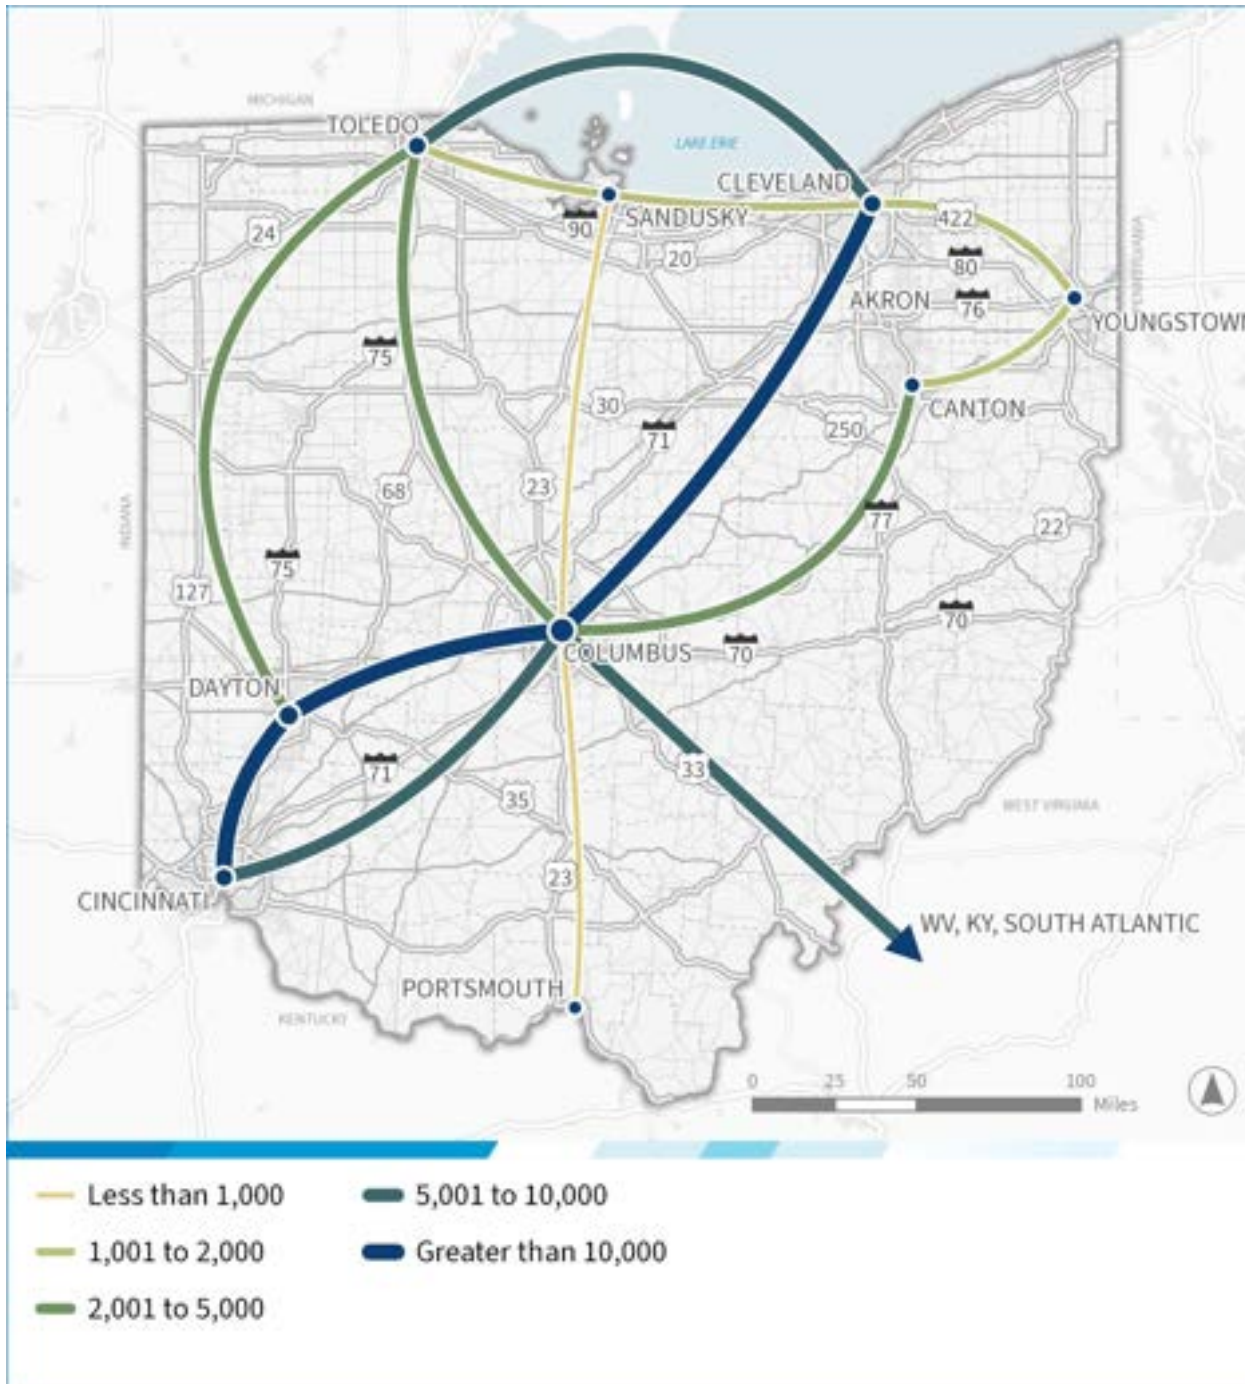 MICHIGAN
TOLEDO
LAKE ERIE
CLEVELAND
SANDUSKY
90
24
20
422
80
AKRON
76
YOUNGSTOWN
PENNSYLVANIA
75
30
71
250
CANTON
68
23
77
22
INDIANA
75
127
70
COLUMBUS
70
DAYTON
33
71
35
WEST VIRGINIA
23
CINCINNATI
WV, KY, SOUTH ATLANTIC
PORTSMOUTH
KENTUCKY
0 25 50 100
Miles
Less than 1,000
1,001 to 2,000
2,001 to 5,000
5,001 to 10,000
Greater than 10,000